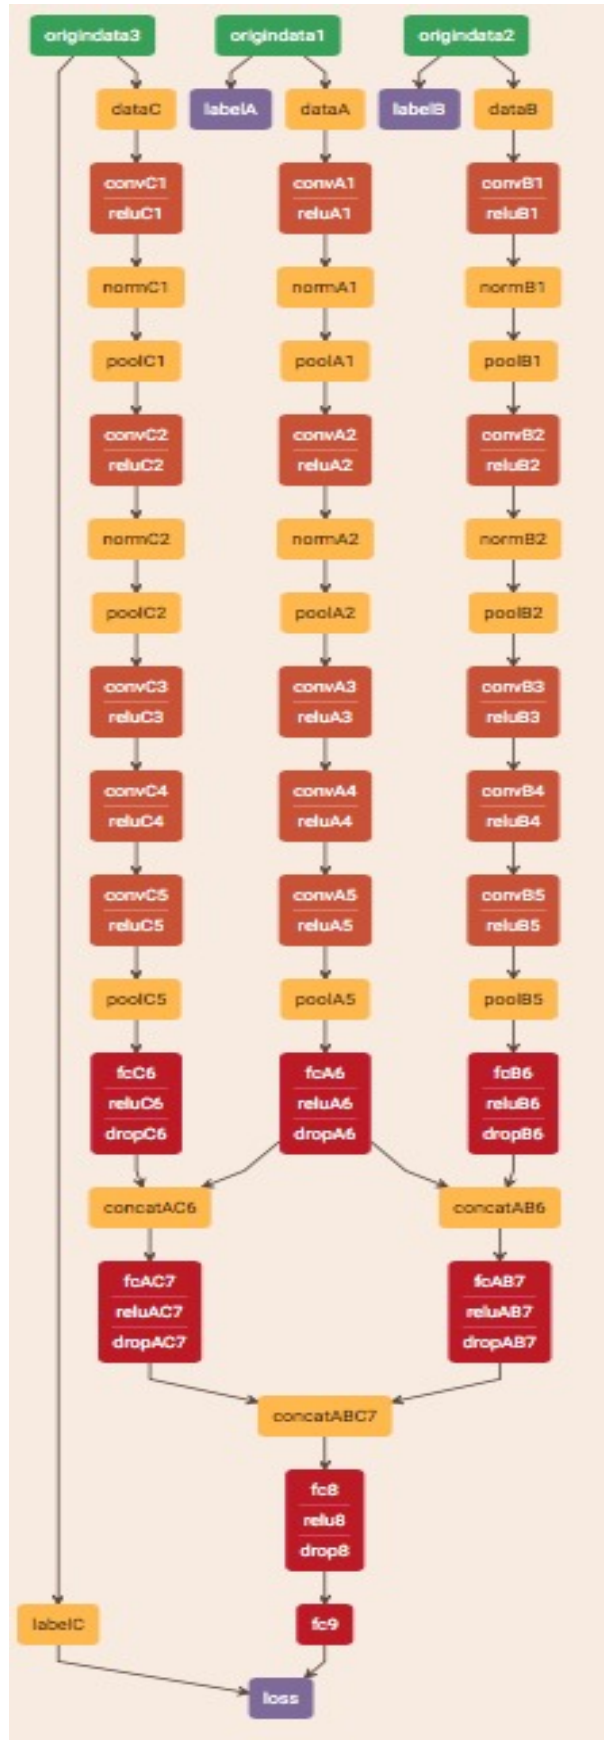 origindata3 origindata1 origindata2
dataC labelA dataA labelB dataB
convC1 convA1 convB1
reluC1 reluA1 reluB1
normC1 normA1 normB1
poolC1 poolA1 poolB1
convC2 convA2 convB2
reluC2 reluA2 reluB2
normC2 normA2 normB2
poolC2 poolA2 poolB2
convC3 convA3 convB3
reluC3 reluA3 reluB3
convC4 convA4 convB4
reluC4 reluA4 reluB4
convC5 convA5 convB5
reluC5 reluA5 reluB5
poolC5 poolA5 poolB5
fcC6 fcA6 fcB6
reluC6 reluA6 reluB6
dropC6 dropA6 dropB6
concatAC6 concatAB6
fcAC7 fcAB7
reluAC7 reluAB7
dropAC7 dropAB7
concatABC7
fc8
relu8
drop8
labelC fc9
loss